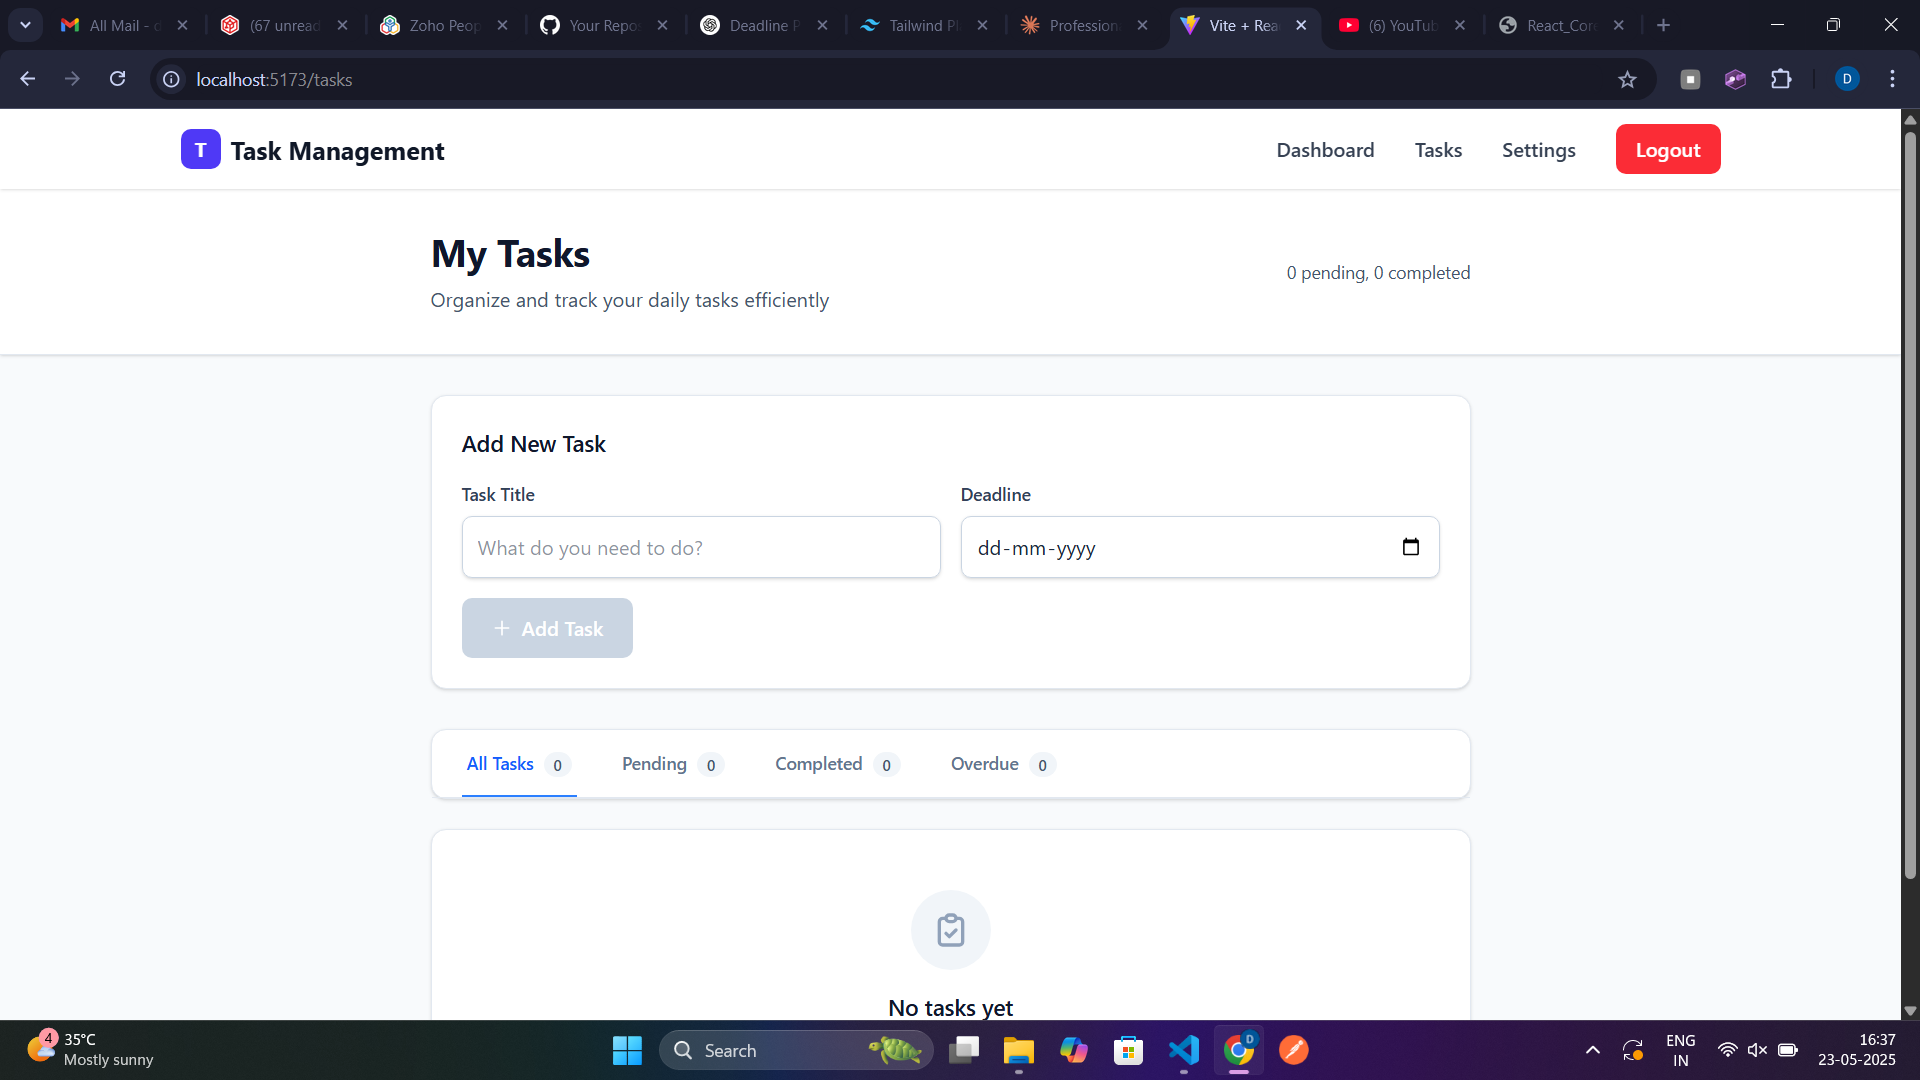 All Mail - d
(67 unread
Zoho Peop
Your Repo
Deadline P
Tailwind Pl
Profession
Vite + Rea
(6) YouTub
React_Cor
localhost:5173/tasks
D
T Task Management
Dashboard
Tasks
Settings
Logout
My Tasks
Organize and track your daily tasks efficiently
0 pending, 0 completed
Add New Task
Task Title
Deadline
What do you need to do?
dd-mm-yyyy
+ Add Task
All Tasks 0
Pending 0
Completed 0
Overdue 0
No tasks yet
4
35°C
Mostly sunny
Search
D
ENG
IN
16:37
23-05-2025